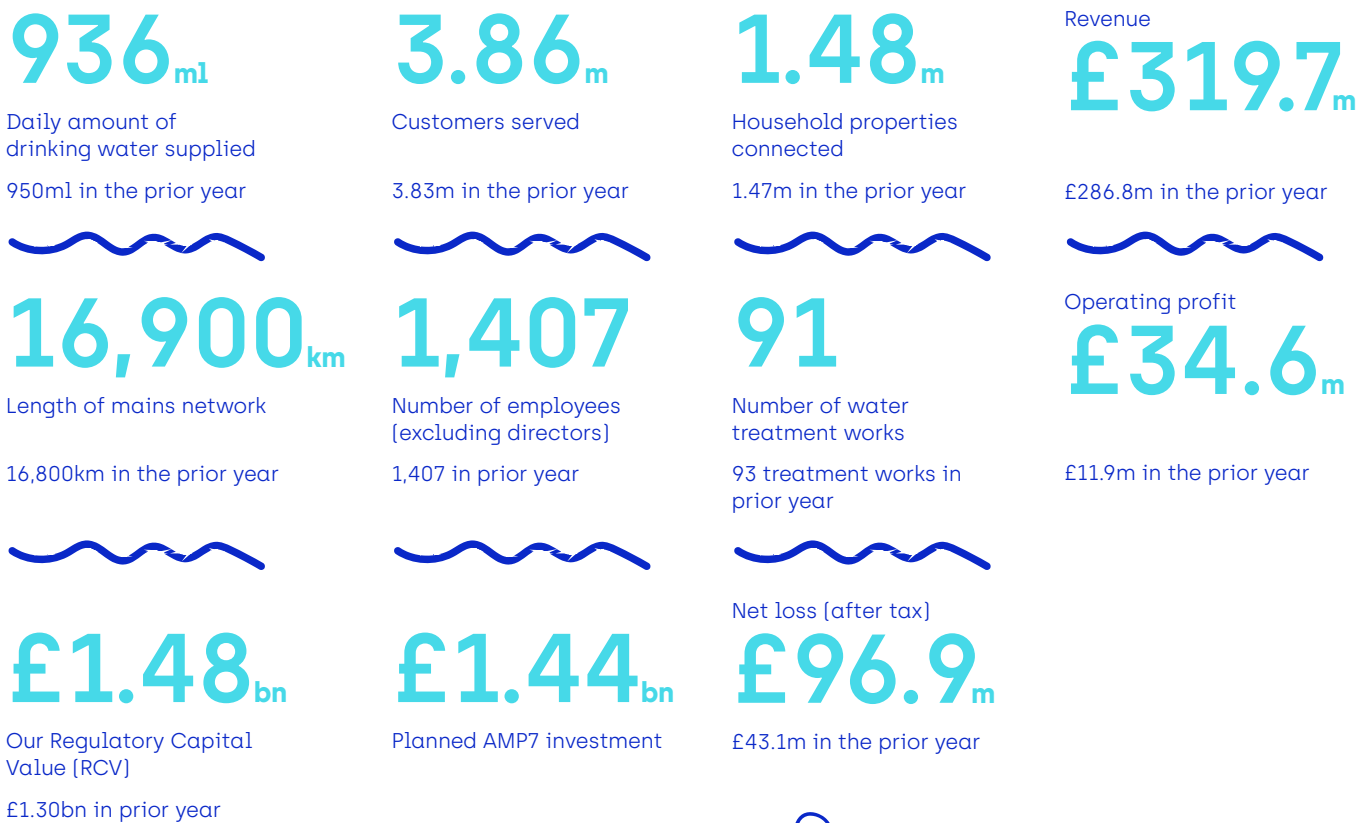 936ml
Daily amount of
drinking water supplied
950ml in the prior year
3.86m
Customers served
3.83m in the prior year
1.48m
Household properties
connected
1.47m in the prior year
Revenue
£319.7m
£286.8m in the prior year
16,900km
Length of mains network
16,800km in the prior year
1,407
Number of employees
(excluding directors)
1,407 in prior year
91
Number of water
treatment works
93 treatment works in
prior year
Operating profit
£34.6m
£11.9m in the prior year
£1.48bn
Our Regulatory Capital
Value (RCV)
£1.30bn in prior year
£1.44bn
Planned AMP7 investment
Net loss (after tax)
£96.9m
£43.1m in the prior year